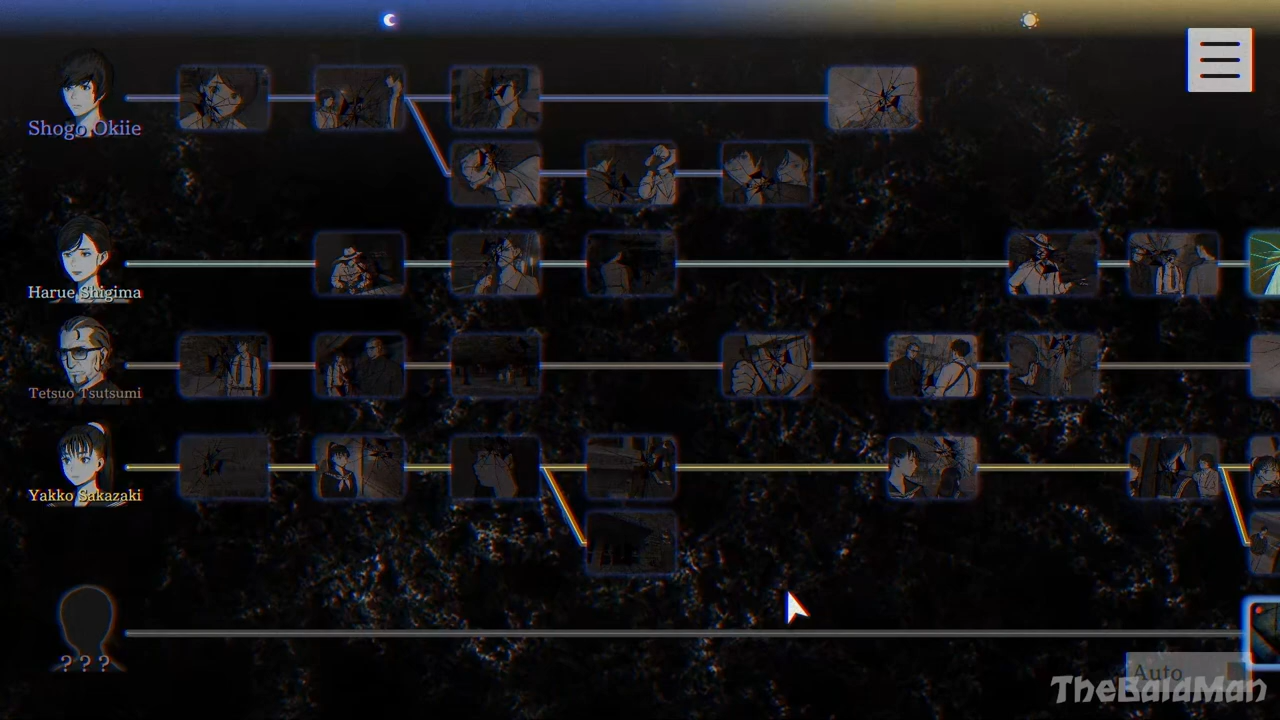 Shogo Okiie
Harue Shigima
Tetsuo Tsutsumi
Yakko Sakazaki
? ? ?
Auto
TheBaldMan